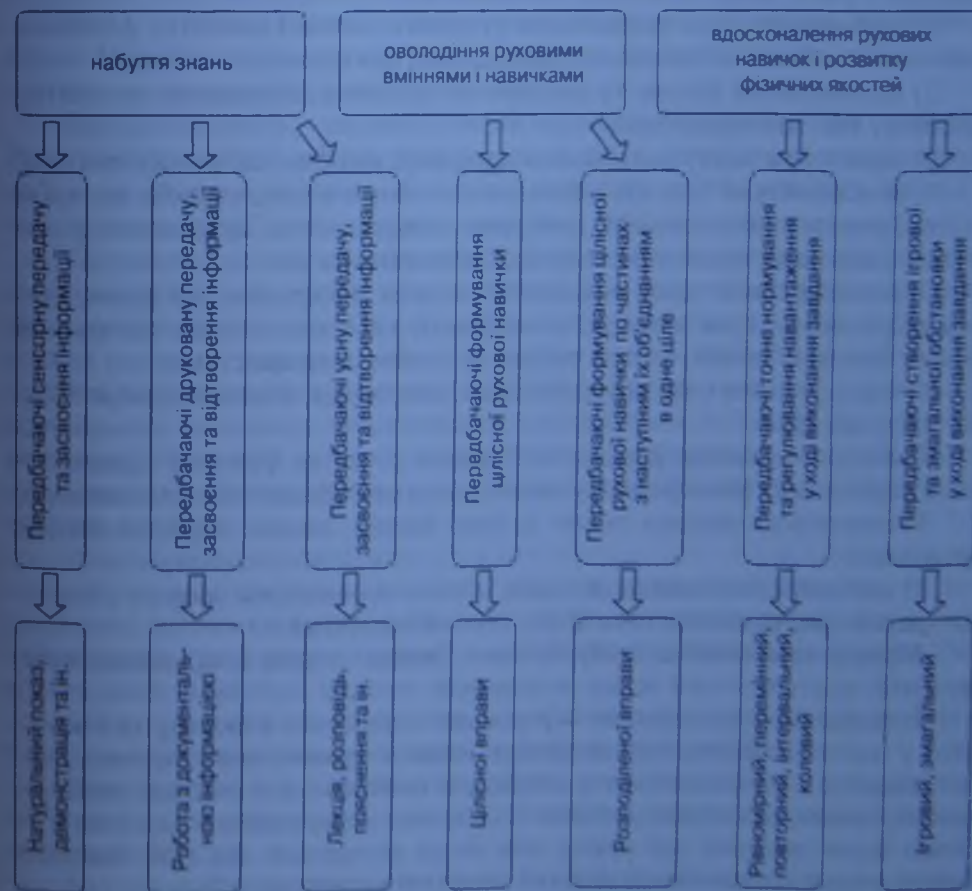 набуття знань
оволодіння руховими
вміннями і навичками
вдосконалення рухових
навичок і розвитку
фізичних якостей
Передбачаючі сенсорну передачу
та засвоєння інформації
Передбачаючі друковану передачу,
засвоєння та відтворення інформації
Передбачаючі усну передачу,
засвоєння та відтворення інформації
Передбачаючі формування
цілісної рухової навички
Передбачаючі формування цілісної
рухової навички по частинах
з наступним їх об'єднанням
в одне ціле
Передбачаючі точне нормування
та регулювання навантаження
у ході виконання завдання
Передбачаючі створення ігрової
та змагальної обстановки
у ході виконання завдання
Натуральний показ,
демонстрація та ін.
Робота з документаль-
ною інформацією
Лекція, розповідь,
пояснення та ін.
Цілісної вправи
Розподіленої вправи
Рівномірний, перемінний,
повторний, інтервальний,
коловий
Ігровий, змагальний